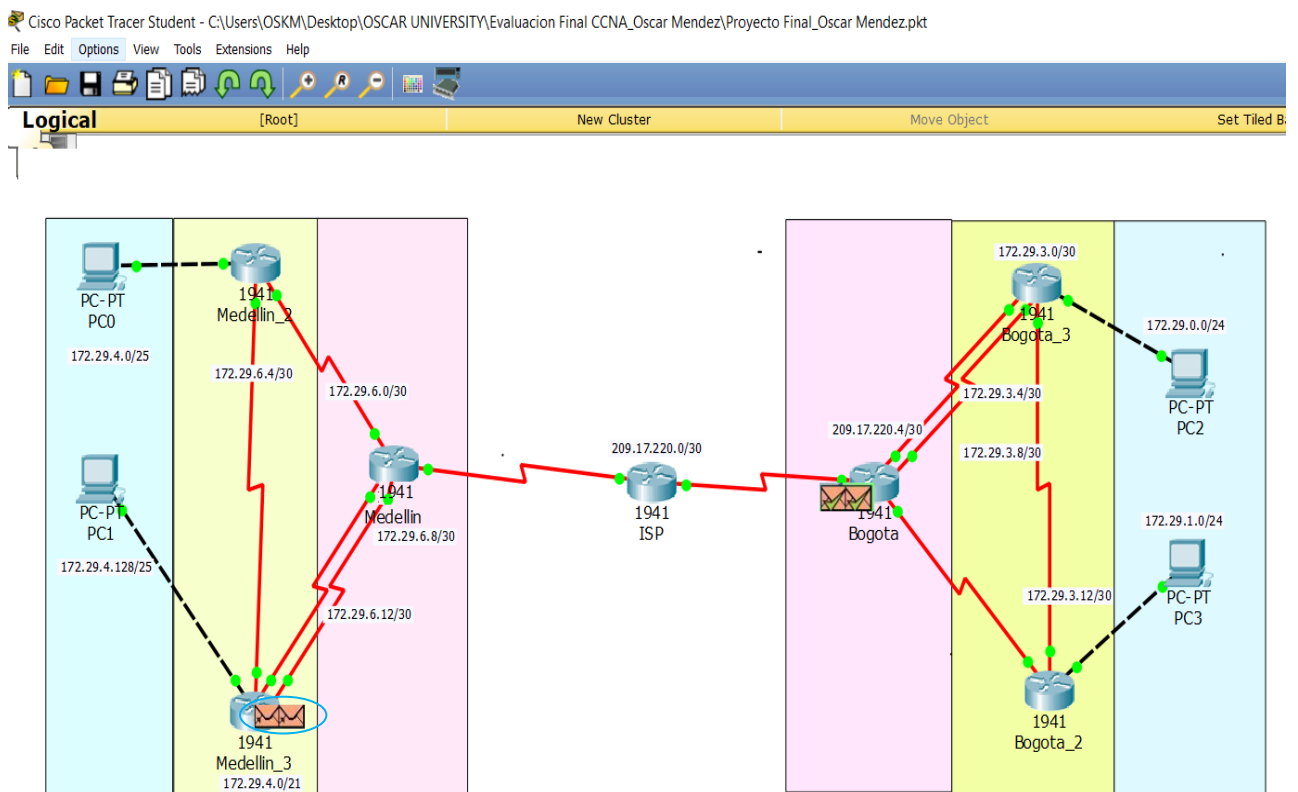 Cisco Packet Tracer Student - C:\Users\OSKM\Desktop\OSCAR UNIVERSITY\Evaluacion Final CCNA_Oscar Mendez\Proyecto Final_Oscar Mendez.pkt
File Edit Options View Tools Extensions Help
Logical [Root] New Cluster Move Object Set Tiled Ba
PC-PT
PC0
172.29.4.0/25
1941
Medellin_2
172.29.6.4/30
172.29.6.0/30
PC-PT
PC1
172.29.4.128/25
1941
Medellin
172.29.6.8/30
172.29.6.12/30
1941
Medellin_3
172.29.4.0/21
209.17.220.0/30
1941
ISP
209.17.220.4/30
1941
Bogota
172.29.3.0/30
1941
Bogota_3
172.29.0.0/24
PC-PT
PC2
172.29.3.4/30
172.29.3.8/30
172.29.1.0/24
PC-PT
PC3
172.29.3.12/30
1941
Bogota_2